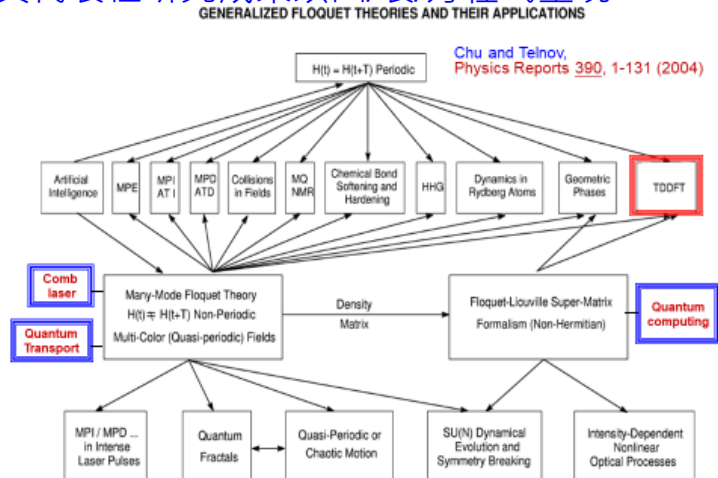 GENERALIZED FLOQUET THEORIES AND THEIR APPLICATIONS
Chu and Telnov,
Physics Reports 390, 1-131 (2004)
H(t) = H(t+T) Periodic
Artificial
Intelligence
MPE
MPI
AT I
MPD
ATD
Collisions
in Fields
MQ
NMR
Chemical Bond
Softening and
Hardening
HHG
Dynamics in
Rydberg Atoms
Geometric
Phases
TDDFT
Comb
laser
Quantum
Transport
Many-Mode Floquet Theory
H(t) ≠ H(t+T) Non-Periodic
Multi-Color (Quasi-periodic) Fields
Density
Matrix
Floquet-Liouville Super-Matrix
Formalism (Non-Hermitian)
Quantum
computing
MPI / MPD ...
in Intense
Laser Pulses
Quantum
Fractals
Quasi-Periodic or
Chaotic Motion
SU(N) Dynamical
Evolution and
Symmetry Breaking
Intensity-Dependent
Nonlinear
Optical Processes